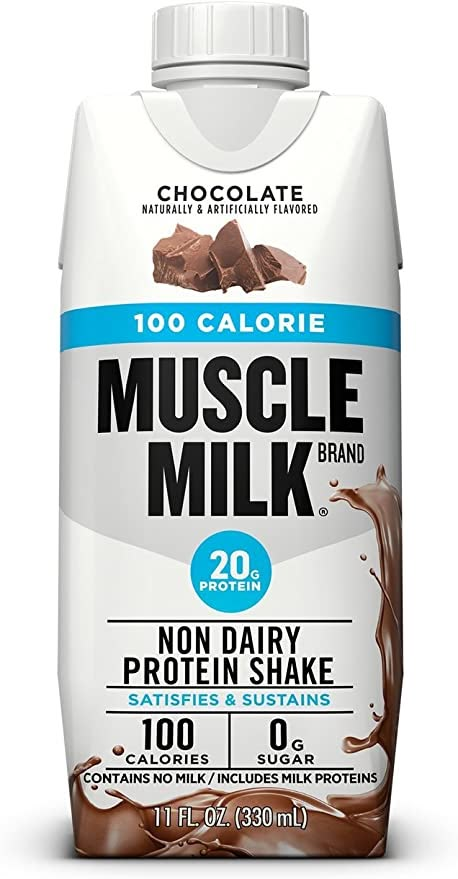 CHOCOLATE
NATURALLY & ARTIFICIALLY FLAVORED
100 CALORIE
MUSCLE
MILK® BRAND
20G
PROTEIN
NON DAIRY
PROTEIN SHAKE
SATISFIES & SUSTAINS
100 0G
CALORIES SUGAR
CONTAINS NO MILK / INCLUDES MILK PROTEINS
11 FL. OZ. (330 mL)